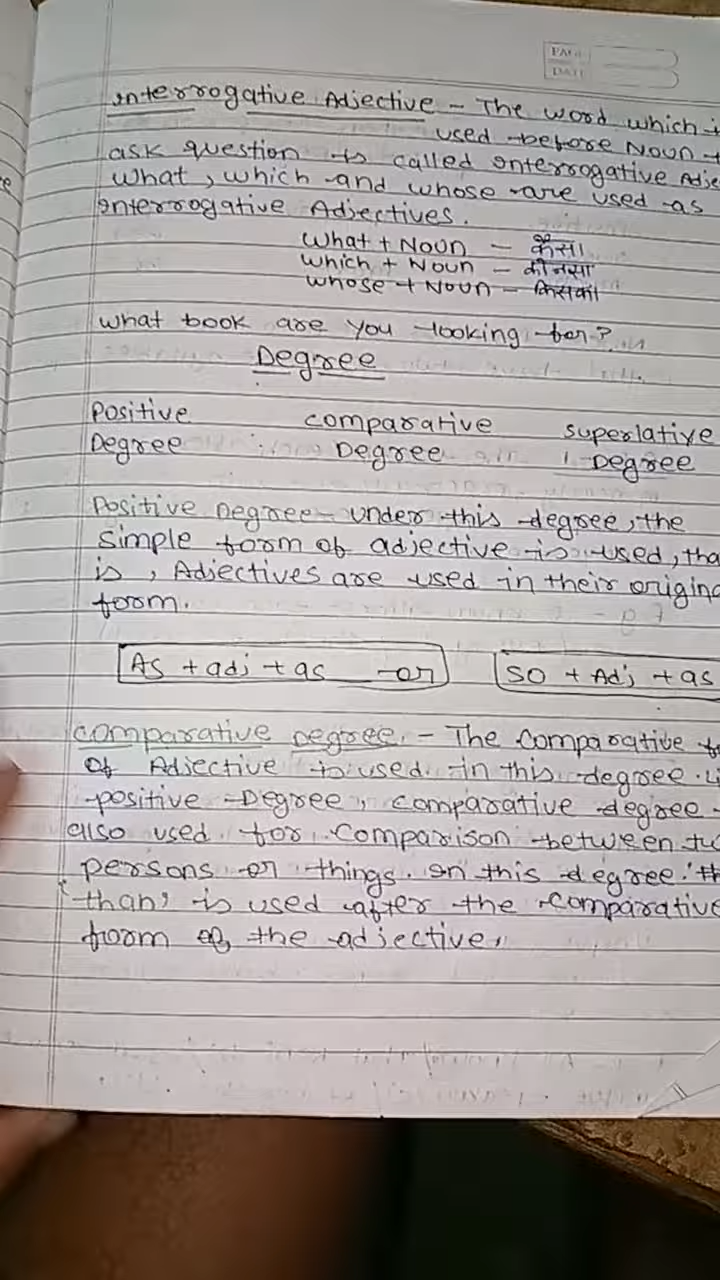 PAGE
DATE
Interrogative Adjective - The word which
used before Noun
ask question is called Interrogative Adje
what, which and whose are used as
Interrogative Adjectives.
what + Noun - कैसा
which + Noun - कौनसा
whose + Noun - किसका
what book are you looking for?
Degree
Positive comparative superlative
Degree Degree Degree
Positive Degree - under this degree, the
simple form of adjective is used, tha
is, Adjectives are used in their origina
form.
As + adj + as or so + Adj + as
comparative Degree. - The comparative
of Adjective is used in this degree.
positive Degree, comparative degree
also used for comparison between
persons or things. In this degree
'than' is used after the comparative
form of the adjective.